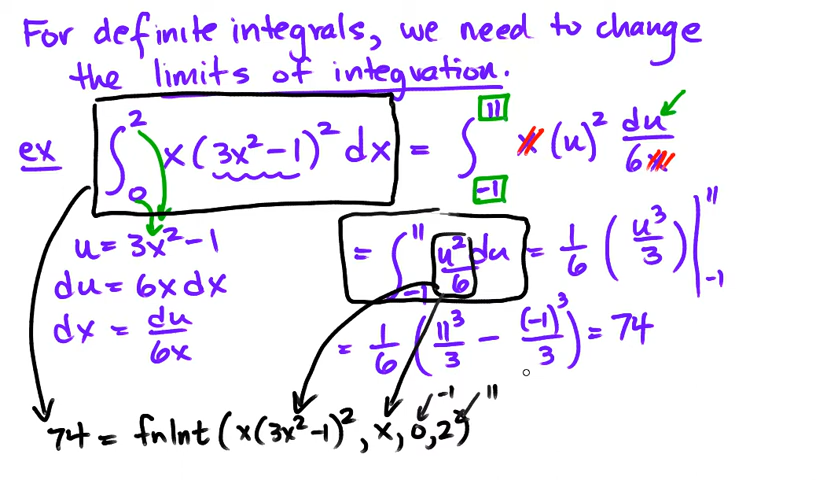 For definite integrals, we need to change
the limits of integration.
ex ∫₀² x(3x²-1)² dx = ∫₋₁¹¹ x (u)² du/6x
u = 3x²-1
du = 6x dx
dx = du/6x
= ∫₋₁¹¹ u²/6 du = 1/6 (u³/3) |₋₁¹¹
= 1/6 (11³/3 - (-1)³/3) = 74
-1 11
74 = fnInt (x(3x²-1)², x, 0, 2)